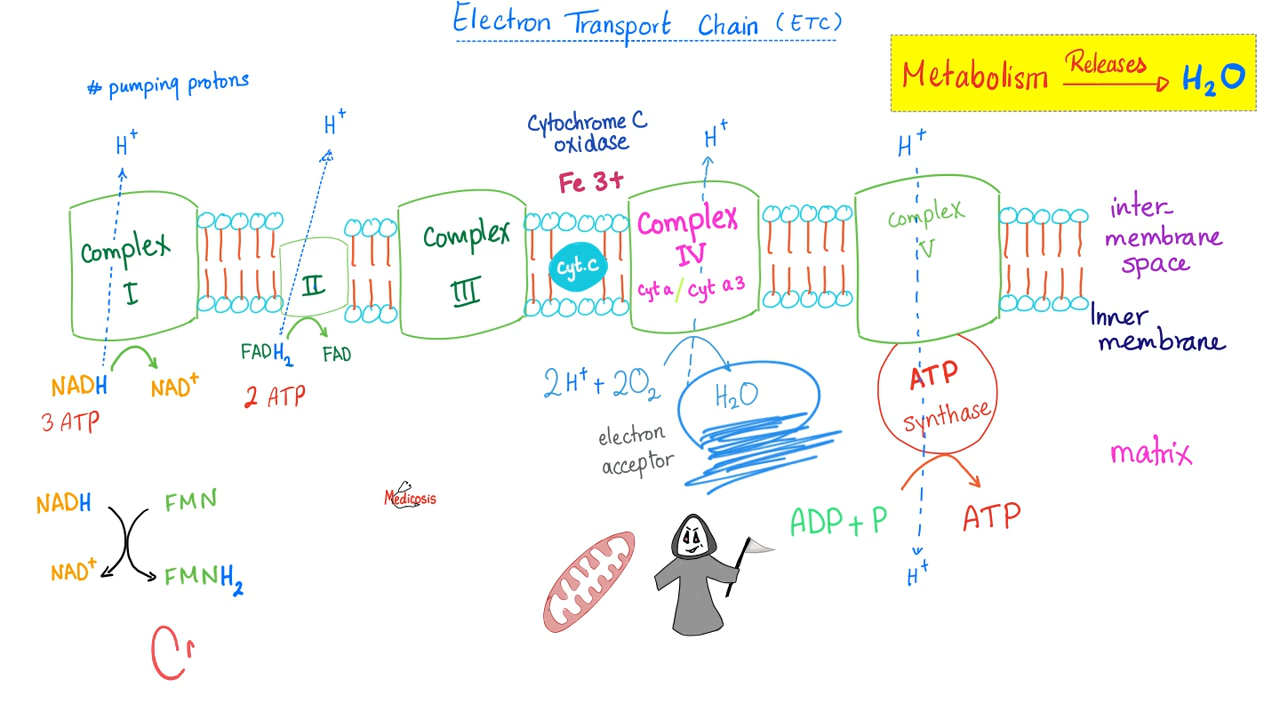 Electron Transport Chain (ETC)
Metabolism Releases H₂O
# pumping protons
H⁺
H⁺
Cytochrome C
oxidase
Fe 3+
H⁺
H⁺
Complex
I
II
Complex
III
Cyt.c
Complex
IV
Cyt a / Cyt a3
Complex
V
inter
membrane
space
Inner
membrane
NADH
NAD⁺
3 ATP
FADH₂
FAD
2 ATP
2H⁺ + 2O₂
H₂O
electron
acceptor
ATP
synthase
matrix
NADH
FMN
NAD⁺
FMNH₂
Medicosis
ADP + P
ATP
H⁺